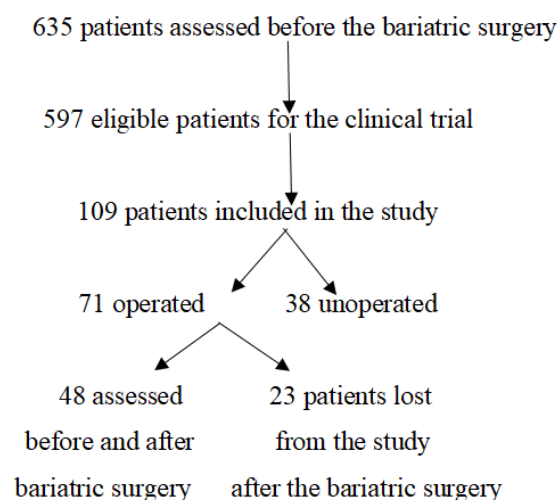 635 patients assessed before the bariatric surgery
597 eligible patients for the clinical trial
109 patients included in the study
71 operated
38 unoperated
48 assessed
before and after
bariatric surgery
23 patients lost
from the study
after the bariatric surgery